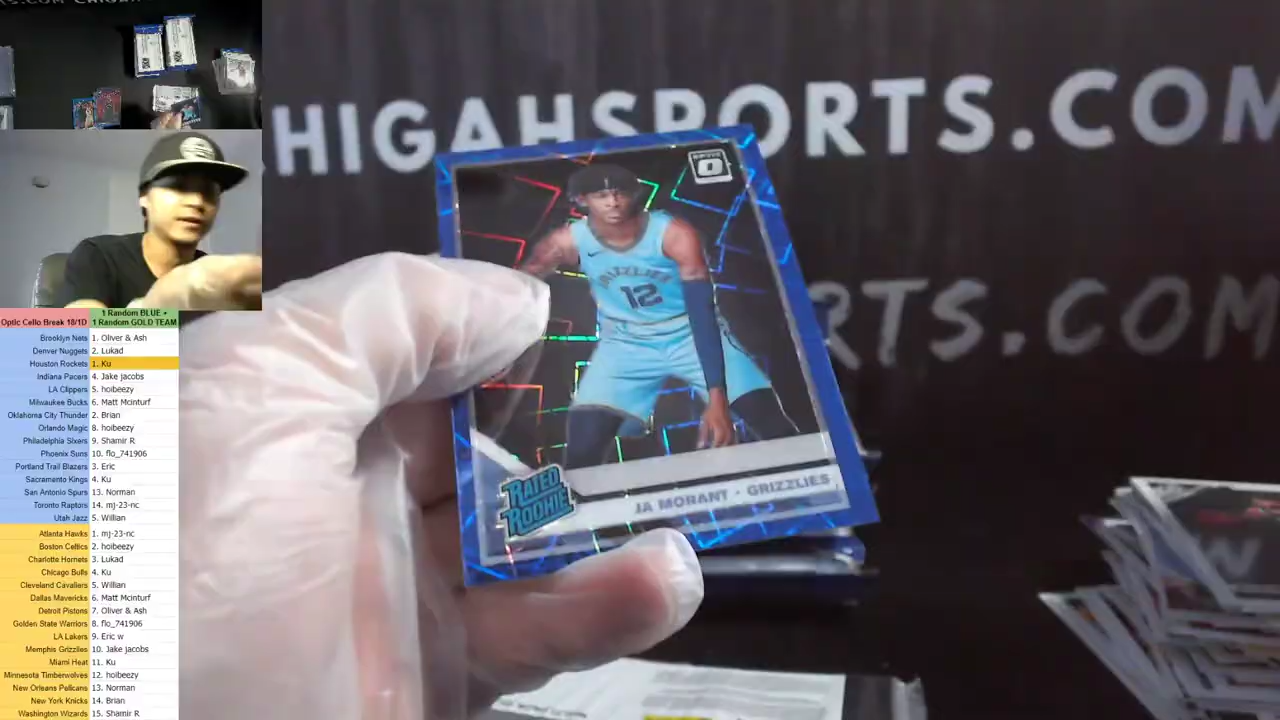 HIGAHSPORTS.COM
RTS.COM
OPTIC
GRIZZLIES
12
RATED
ROOKIE
JA MORANT · GRIZZLIES
Optic Cello Break 18/1D
1 Random BLUE +
1 Random GOLD TEAM
Brooklyn Nets 1. Oliver & Ash
Denver Nuggets 2. Lukad
Houston Rockets 1. Ku
Indiana Pacers 4. Jake jacobs
LA Clippers 5. hoibeezy
Milwaukee Bucks 6. Matt Mcinturf
Oklahoma City Thunder 2. Brian
Orlando Magic 8. hoibeezy
Philadelphia Sixers 9. Shamir R
Phoenix Suns 10. flo_741906
Portland Trail Blazers 3. Eric
Sacramento Kings 4. Ku
San Antonio Spurs 13. Norman
Toronto Raptors 14. mj-23-nc
Utah Jazz 5. Willian
Atlanta Hawks 1. mj-23-nc
Boston Celtics 2. hoibeezy
Charlotte Hornets 3. Lukad
Chicago Bulls 4. Ku
Cleveland Cavaliers 5. Willian
Dallas Mavericks 6. Matt Mcinturf
Detroit Pistons 7. Oliver & Ash
Golden State Warriors 8. flo_741906
LA Lakers 9. Eric w
Memphis Grizzlies 10. Jake jacobs
Miami Heat 11. Ku
Minnesota Timberwolves 12. hoibeezy
New Orleans Pelicans 13. Norman
New York Knicks 14. Brian
Washington Wizards 15. Shamir R